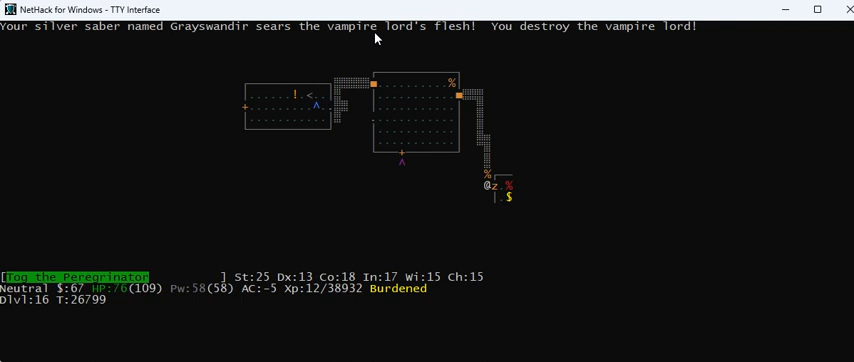 NetHack for Windows - TTY Interface
Your silver saber named Grayswandir sears the vampire lord's flesh!  You destroy the vampire lord!
[Tog the Peregrinator          ] St:25 Dx:13 Co:18 In:17 Wi:15 Ch:15
Neutral $:67 HP:76(109) Pw:58(58) AC:-5 Xp:12/38932 Burdened
Dlvl:16 T:26799